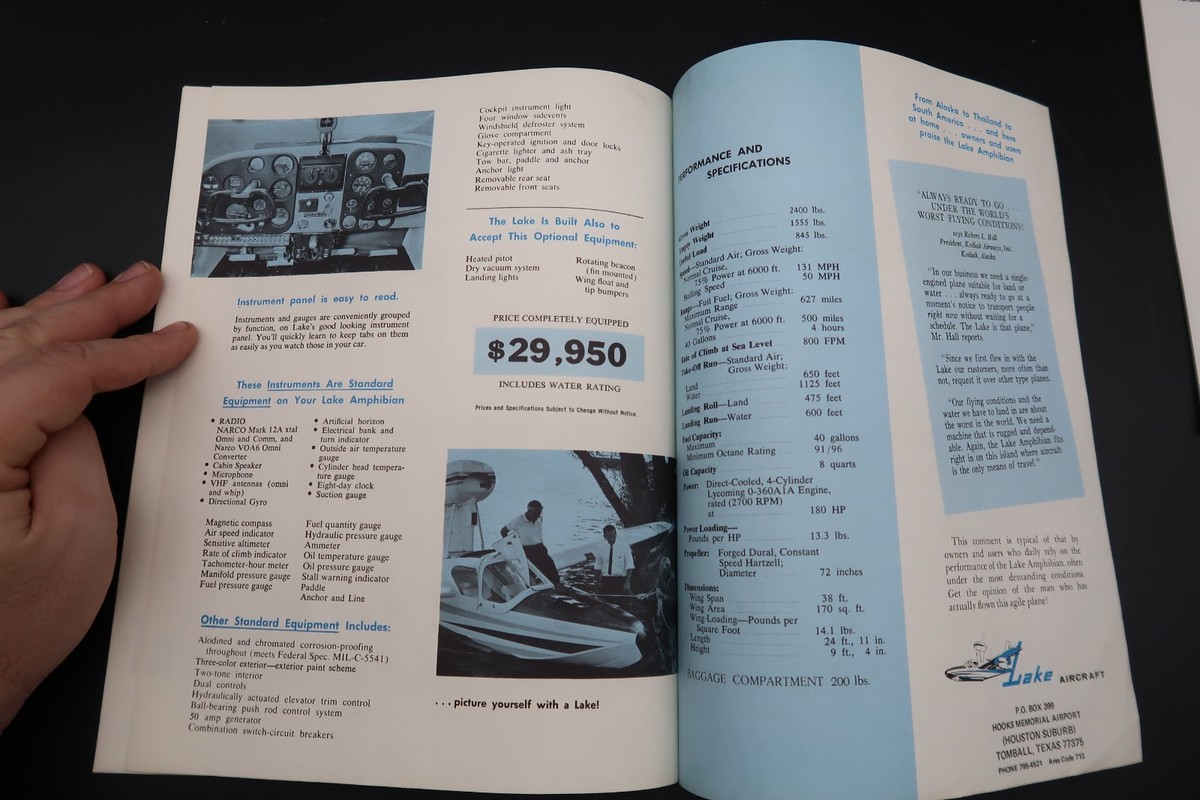 Instrument panel is easy to read.
Instruments and gauges are conveniently grouped
by function, on Lake's good looking instrument
panel. You'll quickly learn to keep tabs on them
as easily as you watch those in your car.
These Instruments Are Standard
Equipment on Your Lake Amphibian
• RADIO
NARCO Mark 12A xtal
Omni and Comm, and
Narco VOA6 Omni
Converter
• Cabin Speaker
• Microphone
• VHF antennas (omni
and whip)
• Directional Gyro
• Artificial horizon
• Electrical bank and
turn indicator
• Outside air temperature
gauge
• Cylinder head tempera-
ture gauge
• Eight-day clock
• Suction gauge
Magnetic compass
Air speed indicator
Sensitive altimeter
Rate of climb indicator
Tachometer-hour meter
Manifold pressure gauge
Fuel pressure gauge
Fuel quantity gauge
Hydraulic pressure gauge
Ammeter
Oil temperature gauge
Oil pressure gauge
Stall warning indicator
Paddle
Anchor and Line
Other Standard Equipment Includes:
Alodined and chromated corrosion-proofing
throughout (meets Federal Spec. MIL-C-5541)
Three-color exterior—exterior paint scheme
Two-tone interior
Dual controls
Hydraulically actuated elevator trim control
Ball-bearing push rod control system
50 amp generator
Combination switch-circuit breakers
Cockpit instrument light
Four window sidevents
Windshield defroster system
Glove compartment
Key-operated ignition and door locks
Cigarette lighter and ash tray
Tow bar, paddle and anchor
Anchor light
Removable rear seat
Removable front seats
The Lake Is Built Also to
Accept This Optional Equipment:
Heated pitot
Dry vacuum system
Landing lights
Rotating beacon
(fin mounted)
Wing float and
tip bumpers
PRICE COMPLETELY EQUIPPED
$29,950
INCLUDES WATER RATING
Prices and Specifications Subject to Change Without Notice.
...picture yourself with a Lake!
PERFORMANCE AND
SPECIFICATIONS
Gross Weight 2400 lbs.
Empty Weight 1555 lbs.
Useful Load 845 lbs.
Speed—Standard Air; Gross Weight:
Normal Cruise,
75% Power at 6000 ft. 131 MPH
Stalling Speed 50 MPH
Range—Full Fuel; Gross Weight:
Maximum Range 627 miles
Normal Cruise,
75% Power at 6000 ft. 500 miles
40 Gallons 4 hours
Rate of Climb at Sea Level 800 FPM
Take-Off Run—Standard Air;
Gross Weight:
Land 650 feet
Water 1125 feet
Landing Roll—Land 475 feet
Landing Run—Water 600 feet
Fuel Capacity:
Maximum 40 gallons
Minimum Octane Rating 91/96
Oil Capacity 8 quarts
Power: Direct-Cooled, 4-Cylinder
Lycoming 0-360A1A Engine,
rated (2700 RPM)
at 180 HP
Power Loading—
Pounds per HP 13.3 lbs.
Propeller: Forged Dural, Constant
Speed Hartzell;
Diameter 72 inches
Dimensions:
Wing Span 38 ft.
Wing Area 170 sq. ft.
Wing-Loading—Pounds per
Square Foot 14.1 lbs.
Length 24 ft., 11 in.
Height 9 ft., 4 in.
BAGGAGE COMPARTMENT 200 lbs.
From Alaska to Thailand to
South America . . . and here
at home . . . owners and users
praise the Lake Amphibian
"ALWAYS READY TO GO . . .
UNDER THE WORLD'S
WORST FLYING CONDITIONS!"
says Robert L. Hall
President, Kodiak Airways, Inc.
Kodiak, Alaska
"In our business we need a single-
engined plane suitable for land or
water . . . always ready to go at a
moment's notice to transport people
right now without waiting for a
schedule. The Lake is that plane,"
Mr. Hall reports.
"Since we first flew in with the
Lake our customers, more often than
not, request it over other type planes.
"Our flying conditions and the
water we have to land in are about
the worst in the world. We need a
machine that is rugged and depend-
able. Again, the Lake Amphibian fits
right in on this island where aircraft
is the only means of travel."
This comment is typical of that by
owners and users who daily rely on the
performance of the Lake Amphibian, often
under the most demanding conditions.
Get the opinion of the man who has
actually flown this agile plane!
Lake AIRCRAFT
P.O. BOX 399
HOOKS MEMORIAL AIRPORT
(HOUSTON SUBURB)
TOMBALL, TEXAS 77375
PHONE 795-4521 Area Code 713